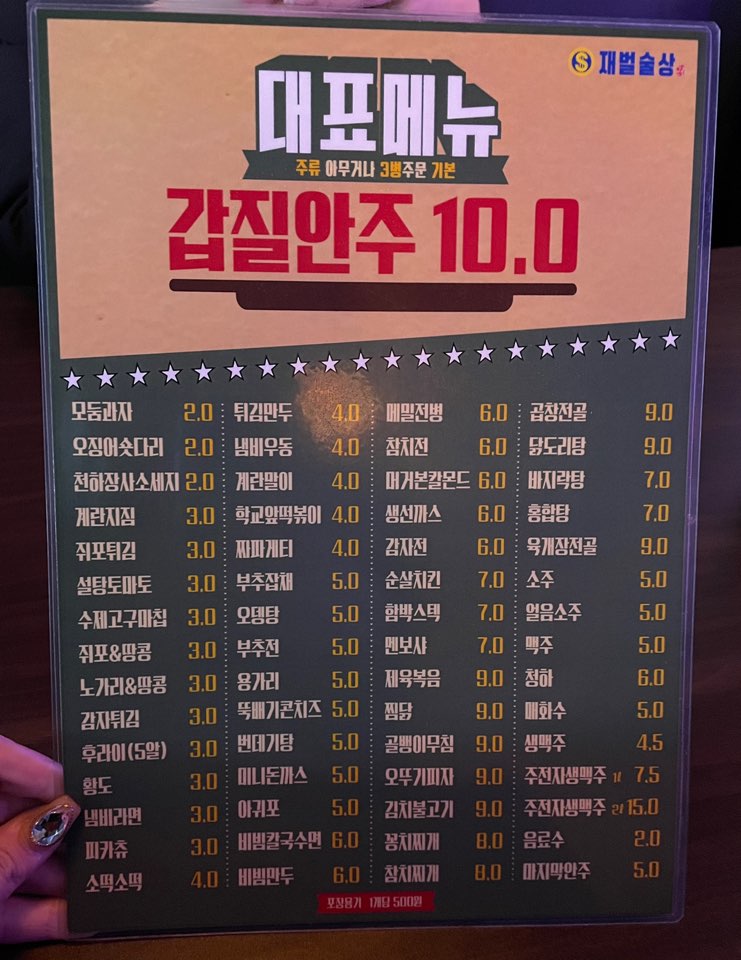 재벌술상
대표메뉴
주류 아무거나 3병주문 기본
갑질안주 10.0
모둠과자 2.0
오징어숏다리 2.0
천하장사소세지 2.0
계란지짐 3.0
쥐포튀김 3.0
설탕토마토 3.0
수제고구마칩 3.0
쥐포&땅콩 3.0
노가리&땅콩 3.0
감자튀김 3.0
후라이(5알) 3.0
황도 3.0
냄비라면 3.0
피카츄 3.0
소떡소떡 4.0
튀김만두 4.0
냄비우동 4.0
계란말이 4.0
학교앞떡볶이 4.0
짜파게티 4.0
부추잡채 5.0
오뎅탕 5.0
부추전 5.0
용가리 5.0
뚝배기콘치즈 5.0
번데기탕 5.0
미니돈까스 5.0
아귀포 5.0
비빔칼국수면 6.0
비빔만두 6.0
메밀전병 6.0
참치전 6.0
머거본칼몬드 6.0
생선까스 6.0
감자전 6.0
순살치킨 7.0
함박스텍 7.0
멘보샤 7.0
제육볶음 9.0
찜닭 9.0
골뱅이무침 9.0
오뚜기피자 9.0
김치불고기 9.0
꽁치찌개 8.0
참치찌개 8.0
곱창전골 9.0
닭도리탕 9.0
바지락탕 7.0
홍합탕 7.0
육개장전골 9.0
소주 5.0
얼음소주 5.0
맥주 5.0
청하 6.0
매화수 5.0
생맥주 4.5
주전자생맥주 1ℓ 7.5
주전자생맥주 2ℓ 15.0
음료수 2.0
마지막안주 5.0
포장용기 1개당 500원